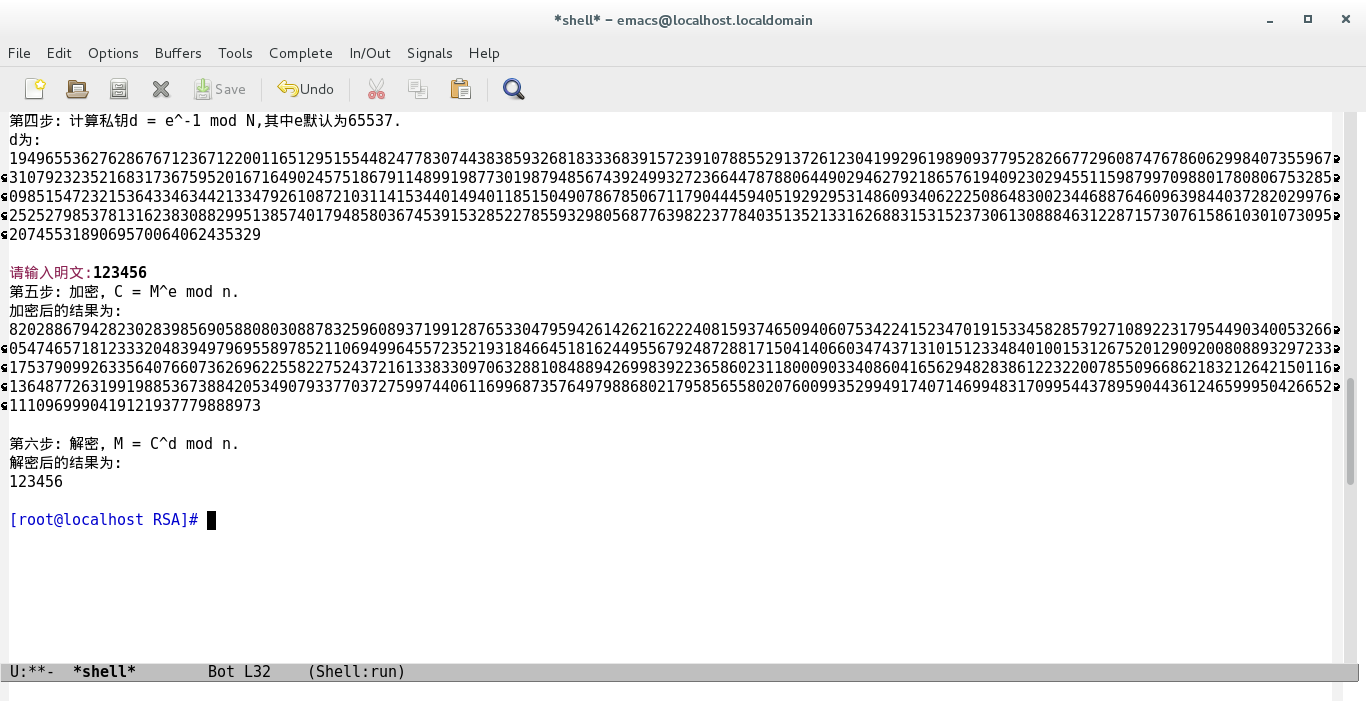 *shell* – emacs@localhost.localdomain
File Edit Options Buffers Tools Complete In/Out Signals Help
Save Undo
第四步: 计算私钥d = e^-1 mod N,其中e默认为65537.
d为:
194965536276286767123671220011651295155448247783074438385932681833368391572391078855291372612304199296198909377952826677296087476786062998407355967
310792323521683173675952016716490245751867911489919877301987948567439249932723664478788064490294627921865761940923029455115987997098801780806753285
098515472321536433463442133479261087210311415344014940118515049078678506711790444594051929295314860934062225086483002344688764609639844037282029976
252527985378131623830882995138574017948580367453915328522785593298056877639822377840351352133162688315315237306130888463122871573076158610301073095
2074553189069570064062435329
请输入明文:123456
第五步: 加密, C = M^e mod n.
加密后的结果为:
820288679428230283985690588080308878325960893719912876533047959426142621622240815937465094060753422415234701915334582857927108922317954490340053266
054746571812333204839497969558978521106949964557235219318466451816244955679248728817150414066034743713101512334840100153126752012909200808893297233
175379099263356407660736269622558227524372161338330970632881084889426998392236586023118000903340860416562948283861223220078550966862183212642150116
136487726319919885367388420534907933770372759974406116996873576497988680217958565580207600993529949174071469948317099544378959044361246599950426652
1110969990419121937779888973
第六步: 解密, M = C^d mod n.
解密后的结果为:
123456
[root@localhost RSA]#
U:**- *shell* Bot L32 (Shell:run)